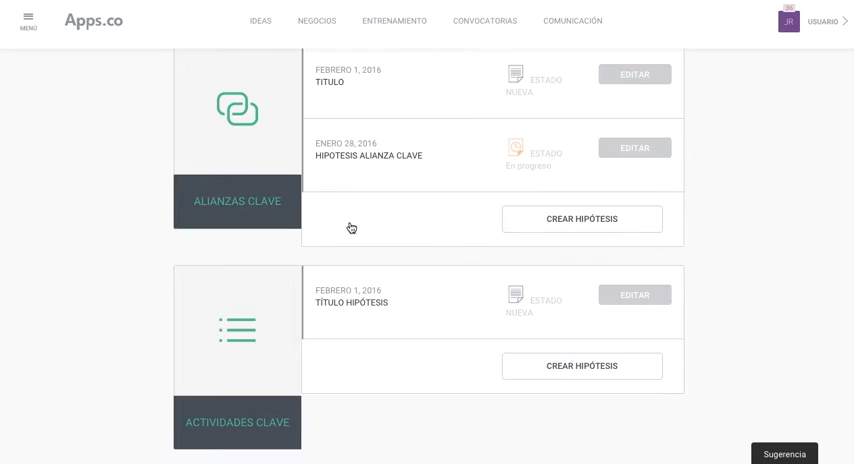 MENÚ
Apps.co
IDEAS NEGOCIOS ENTRENAMIENTO CONVOCATORIAS COMUNICACIÓN
36
JR
USUARIO
FEBRERO 1, 2016
TITULO
ESTADO
NUEVA
EDITAR
ENERO 28, 2016
HIPOTESIS ALIANZA CLAVE
ESTADO
En progreso
EDITAR
ALIANZAS CLAVE
CREAR HIPÓTESIS
FEBRERO 1, 2016
TÍTULO HIPÓTESIS
ESTADO
NUEVA
EDITAR
CREAR HIPÓTESIS
ACTIVIDADES CLAVE
Sugerencia